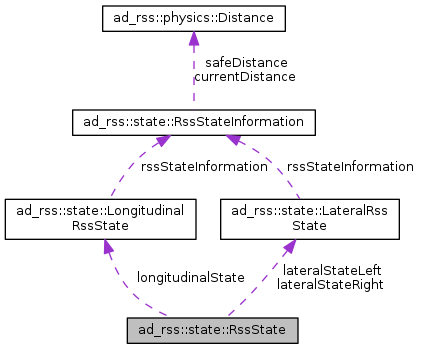 ad_rss::physics::Distance
safeDistance
currentDistance
ad_rss::state::RssStateInformation
rssStateInformation
rssStateInformation
ad_rss::state::Longitudinal
RssState
ad_rss::state::LateralRss
State
longitudinalState
lateralStateLeft
lateralStateRight
ad_rss::state::RssState